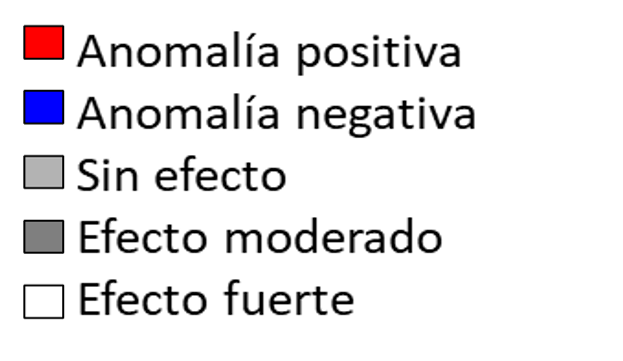 Anomalía positiva
Anomalía negativa
Sin efecto
Efecto moderado
Efecto fuerte